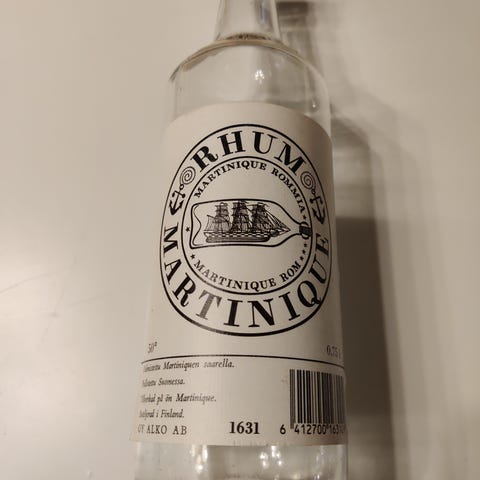 RHUM
MARTINIQUE ROMMIA
MARTINIQUE ROM
MARTINIQUE
50° 0,75 l
Valmistettu Martiniquen saarella.
Pullotettu Suomessa.
Tillverkad på ön Martinique.
Buteljerad i Finland.
OY ALKO AB 1631
6 412700 163